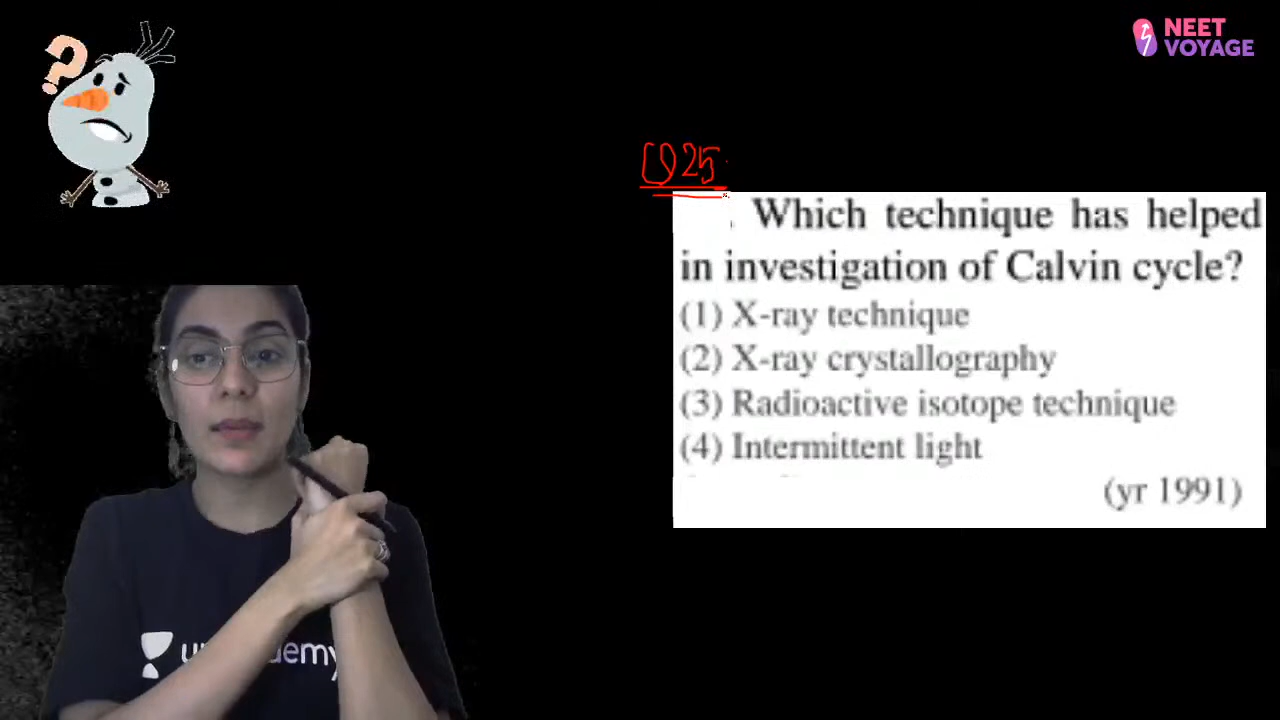 ?
NEET
VOYAGE
Q25
Which technique has helped
in investigation of Calvin cycle?
(1) X-ray technique
(2) X-ray crystallography
(3) Radioactive isotope technique
(4) Intermittent light
(yr 1991)